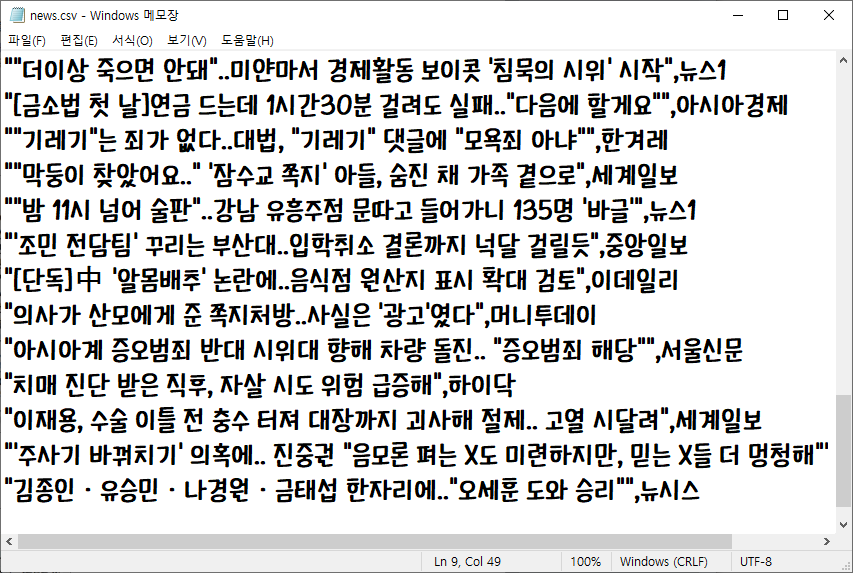 news.csv - Windows 메모장
파일(F) 편집(E) 서식(O) 보기(V) 도움말(H)
""더이상 죽으면 안돼"..미얀마서 경제활동 보이콧 '침묵의 시위' 시작",뉴스1
"[금소법 첫 날]연금 드는데 1시간30분 걸려도 실패.."다음에 할게요"",아시아경제
""기레기"는 죄가 없다..대법, "기레기" 댓글에 "모욕죄 아냐"",한겨레
""막둥이 찾았어요.." '잠수교 쪽지' 아들, 숨진 채 가족 곁으로",세계일보
""밤 11시 넘어 술판"..강남 유흥주점 문따고 들어가니 135명 '바글'",뉴스1
"'조민 전담팀' 꾸리는 부산대..입학취소 결론까지 넉달 걸릴듯",중앙일보
"[단독]中 '알몸배추' 논란에..음식점 원산지 표시 확대 검토",이데일리
"의사가 산모에게 준 쪽지처방..사실은 '광고'였다",머니투데이
"아시아계 증오범죄 반대 시위대 향해 차량 돌진.. "증오범죄 해당"",서울신문
"치매 진단 받은 직후, 자살 시도 위험 급증해",하이닥
"이재용, 수술 이틀 전 충수 터져 대장까지 괴사해 절제.. 고열 시달려",세계일보
"'주사기 바꿔치기' 의혹에.. 진중권 "음모론 펴는 X도 미련하지만, 믿는 X들 더 멍청해"'
"김종인·유승민·나경원·금태섭 한자리에.."오세훈 도와 승리"",뉴시스
Ln 9, Col 49 100% Windows (CRLF) UTF-8